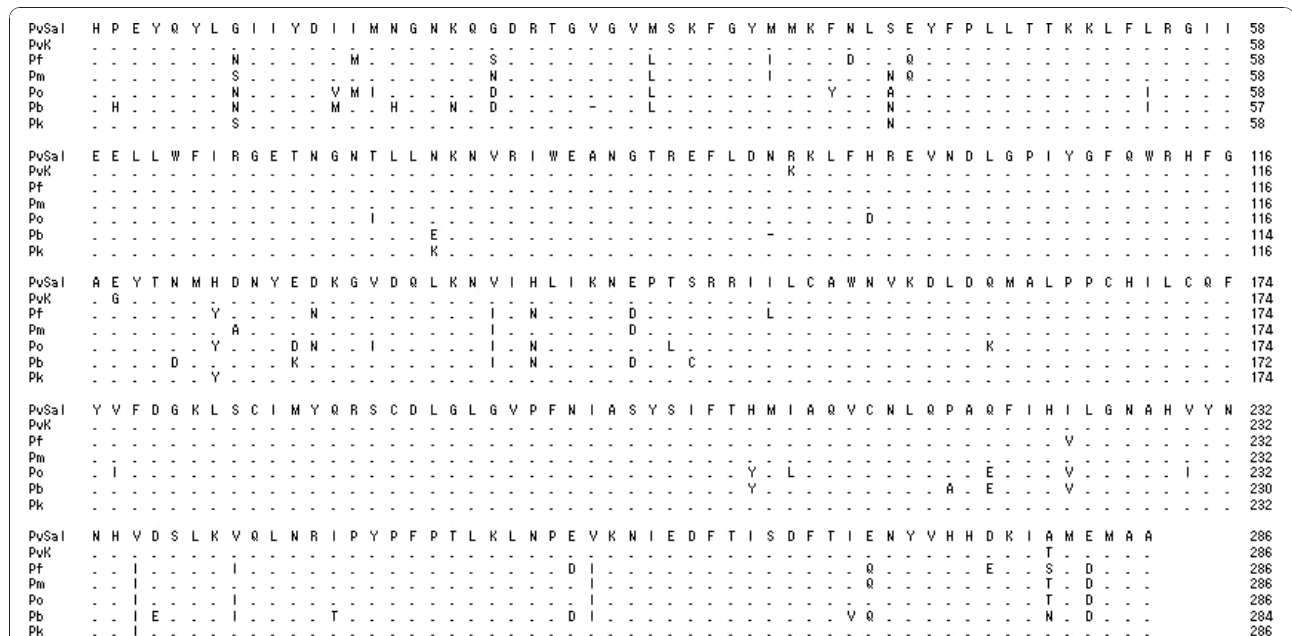 PvSal H P E Y Q Y L G I I Y D I I M N G N K Q G D R T G V G V M S K F G Y M M K F N L S E Y F P L L T T K K L F L R G I I 58
PvK . . . . . . . . . . . . . . . . . . . . . . . . . . . . . . . . . . . . . . . . . . . . . . . . . . . . . . . . . . 58
Pf . . . . . . . N . . . . . M . . . . . . S . . . . . . . L . . . . . I . . . D . . Q . . . . . . . . . . . . . . . . 58
Pm . . . . . . . S . . . . . . . . . . . . N . . . . . . . L . . . . . I . . . . . N Q . . . . . . . . . . . . . . . . 58
Po . . . . . . . N . . . . V M I . . . . . D . . . . . . . L . . . . . . . . Y . . A . . . . . . . . . . . . I . . . . 58
Pb . H . . . . . N . . . . M . . H . . N . D . . . . - . . L . . . . . . . . . . . N . . . . . . . . . . . . I . . . . 57
Pk . . . . . . . S . . . . . . . . . . . . . . . . . . . . . . . . . . . . . . . . N . . . . . . . . . . . . . . . . . 58
PvSal E E L L W F I R G E T N G N T L L N K N V R I W E A N G T R E F L D N R K L F H R E V N D L G P I Y G F Q W R H F G 116
PvK . . . . . . . . . . . . . . . . . . . . . . . . . . . . . . . . . . . K . . . . . . . . . . . . . . . . . . . . . . 116
Pf . . . . . . . . . . . . . . . . . . . . . . . . . . . . . . . . . . . . . . . . . . . . . . . . . . . . . . . . . . 116
Pm . . . . . . . . . . . . . . . . . . . . . . . . . . . . . . . . . . . . . . . . . . . . . . . . . . . . . . . . . . 116
Po . . . . . . . . . . . . . . I . . . . . . . . . . . . . . . . . . . . . . . . D . . . . . . . . . . . . . . . . . . 116
Pb . . . . . . . . . . . . . . . . . E . . . . . . . . . . . . . . . . - . . . . . . . . . . . . . . . . . . . . . . . 114
Pk . . . . . . . . . . . . . . . . . K . . . . . . . . . . . . . . . . . . . . . . . . . . . . . . . . . . . . . . . . 116
PvSal A E Y T N M H D N Y E D K G V D Q L K N V I H L I K N E P T S R R I I L C A W N V K D L D Q M A L P P C H I L C Q F 174
PvK . G . . . . . . . . . . . . . . . . . . . . . . . . . . . . . . . . . . . . . . . . . . . . . . . . . . . . . . . . 174
Pf . . . . . . Y . . . . N . . . . . . . . I . N . . . . D . . . . . . L . . . . . . . . . . . . . . . . . . . . . . . 174
Pm . . . . . . . A . . . . . . . . . . . . I . . . . . . D . . . . . . . . . . . . . . . . . . . . . . . . . . . . . . 174
Po . . . . . . Y . . . D N . . I . . . . . I . N . . . . . . L . . . . . . . . . . . . . . . K . . . . . . . . . . . . 174
Pb . . . . D . . . . . K . . . . . . . . . I . N . . . . D . . C . . . . . . . . . . . . . . . . . . . . . . . . . . . 172
Pk . . . . . . Y . . . . . . . . . . . . . . . . . . . . . . . . . . . . . . . . . . . . . . . . . . . . . . . . . . . 174
PvSal Y V F D G K L S C I M Y Q R S C D L G L G V P F N I A S Y S I F T H M I A Q V C N L Q P A Q F I H I L G N A H V Y N 232
PvK . . . . . . . . . . . . . . . . . . . . . . . . . . . . . . . . . . . . . . . . . . . . . . . . . . . . . . . . . . 232
Pf . . . . . . . . . . . . . . . . . . . . . . . . . . . . . . . . . . . . . . . . . . . . . . . . . V . . . . . . . . 232
Pm . . . . . . . . . . . . . . . . . . . . . . . . . . . . . . . . . . . . . . . . . . . . . . . . . . . . . . . . . . 232
Po . I . . . . . . . . . . . . . . . . . . . . . . . . . . . . . . . Y . L . . . . . . . . . E . . . V . . . . . I . . 232
Pb . . . . . . . . . . . . . . . . . . . . . . . . . . . . . . . . . Y . . . . . . . . . A . E . . . V . . . . . . . . 230
Pk . . . . . . . . . . . . . . . . . . . . . . . . . . . . . . . . . . . . . . . . . . . . . . . . . . . . . . . . . . 232
PvSal N H V D S L K V Q L N R I P Y P F P T L K L N P E V K N I E D F T I S D F T I E N Y V H H D K I A M E M A A 286
PvK . . . . . . . . . . . . . . . . . . . . . . . . . . . . . . . . . . . . . . . . . . . . . . . . T . . . . . 286
Pf . . I . . . . I . . . . . . . . . . . . . . . . D I . . . . . . . . . . . . . Q . . . . . E . . S . D . . . 286
Pm . . I . . . . . . . . . . . . . . . . . . . . . . I . . . . . . . . . . . . . Q . . . . . . . . T . D . . . 286
Po . . I . . . . I . . . . . . . . . . . . . . . . . I . . . . . . . . . . . . . . . . . . . . . . T . D . . . 286
Pb . . I E . . . I . . . . T . . . . . . . . . . . D I . . . . . . . . . . . . V Q . . . . . . . . N . D . . . 284
Pk . . I . . . . . . . . . . . . . . . . . . . . . . . . . . . . . . . . . . . . . . . . . . . . . . . . . . . 286